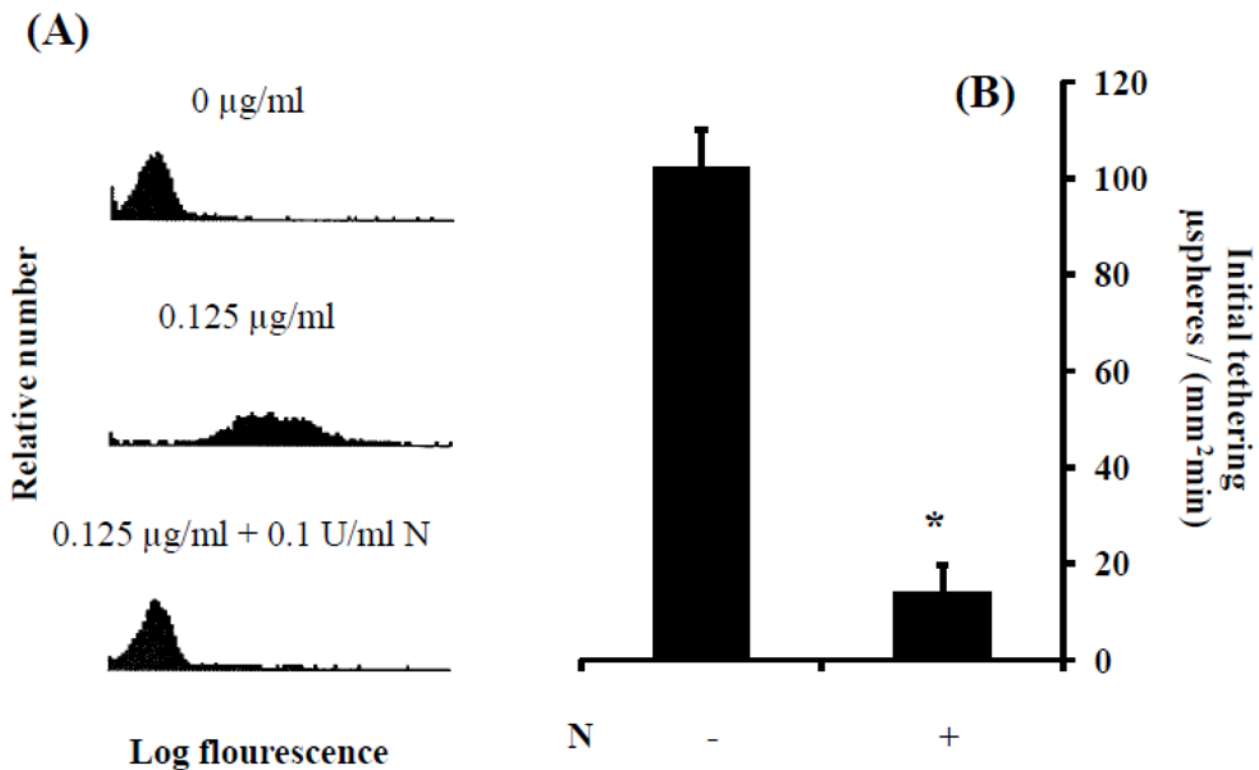 (A)
0 µg/ml
0.125 µg/ml
0.125 µg/ml + 0.1 U/ml N
Relative number
Log flourescence
(B)
120
100
80
60
40
20
0
Initial tethering
µspheres / (mm²min)
*
N - +